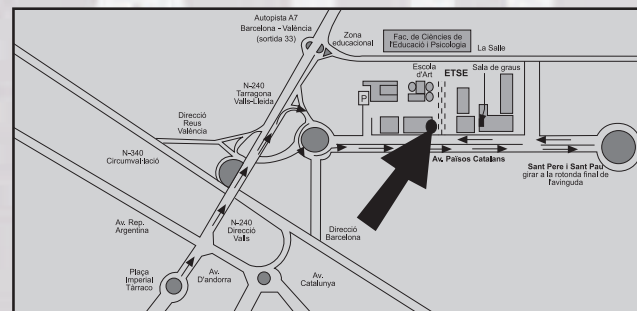 Autopista A7
Barcelona - València
(sortida 33)
Zona
educacional
Fac. de Ciències de
l'Educació i Psicologia
La Salle
N-240
Tarragona
Valls-Lleida
Escola
d'Art
ETSE
Sala de graus
P
Direcció
Reus
València
N-340
Circumval·lació
Av. Països Catalans
Sant Pere i Sant Pau
girar a la rotonda final de
l'avinguda
Av. Rep.
Argentina
N-240
Direcció
Valls
Direcció
Barcelona
Plaça
Imperial
Tàrraco
Av.
D'andorra
Av.
Catalunya